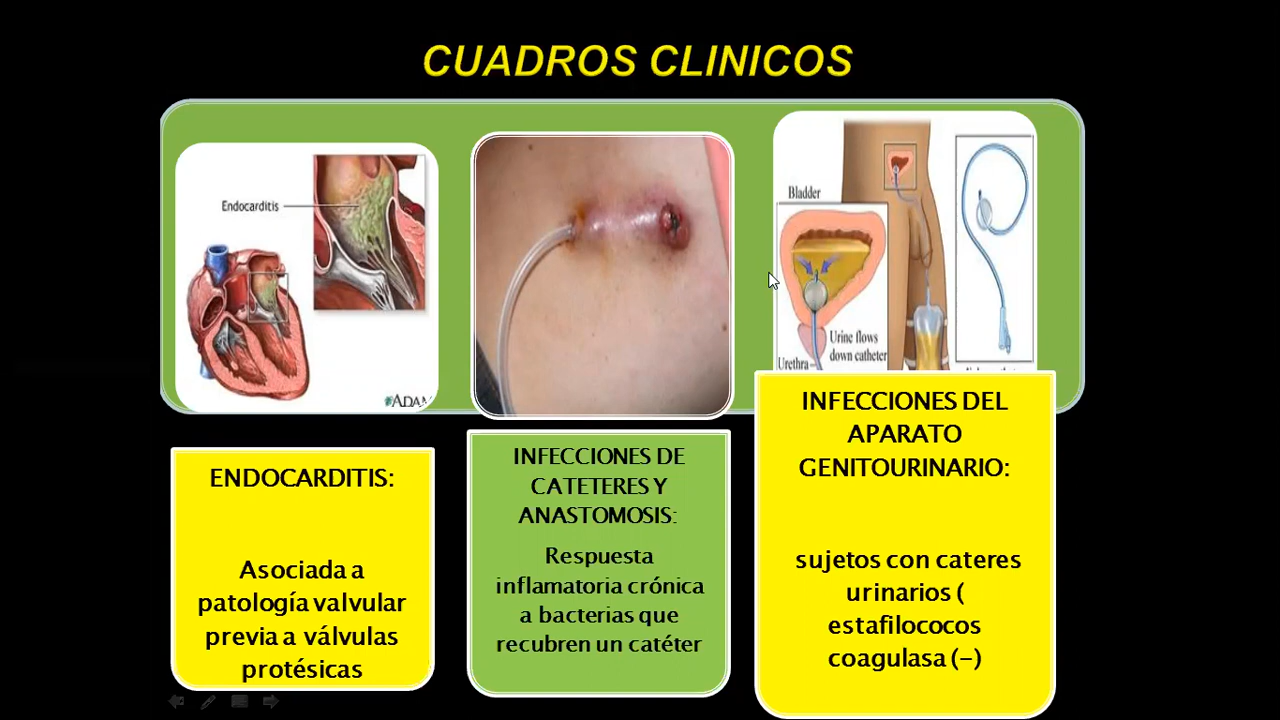 CUADROS CLINICOS
Endocarditis
ADAM
Bladder
Urine flows
down catheter
Urethra
ENDOCARDITIS:
Asociada a
patología valvular
previa a válvulas
protésicas
INFECCIONES DE
CATETERES Y
ANASTOMOSIS:
Respuesta
inflamatoria crónica
a bacterias que
recubren un catéter
INFECCIONES DEL
APARATO
GENITOURINARIO:
sujetos con cateres
urinarios (
estafilococos
coagulasa (-)